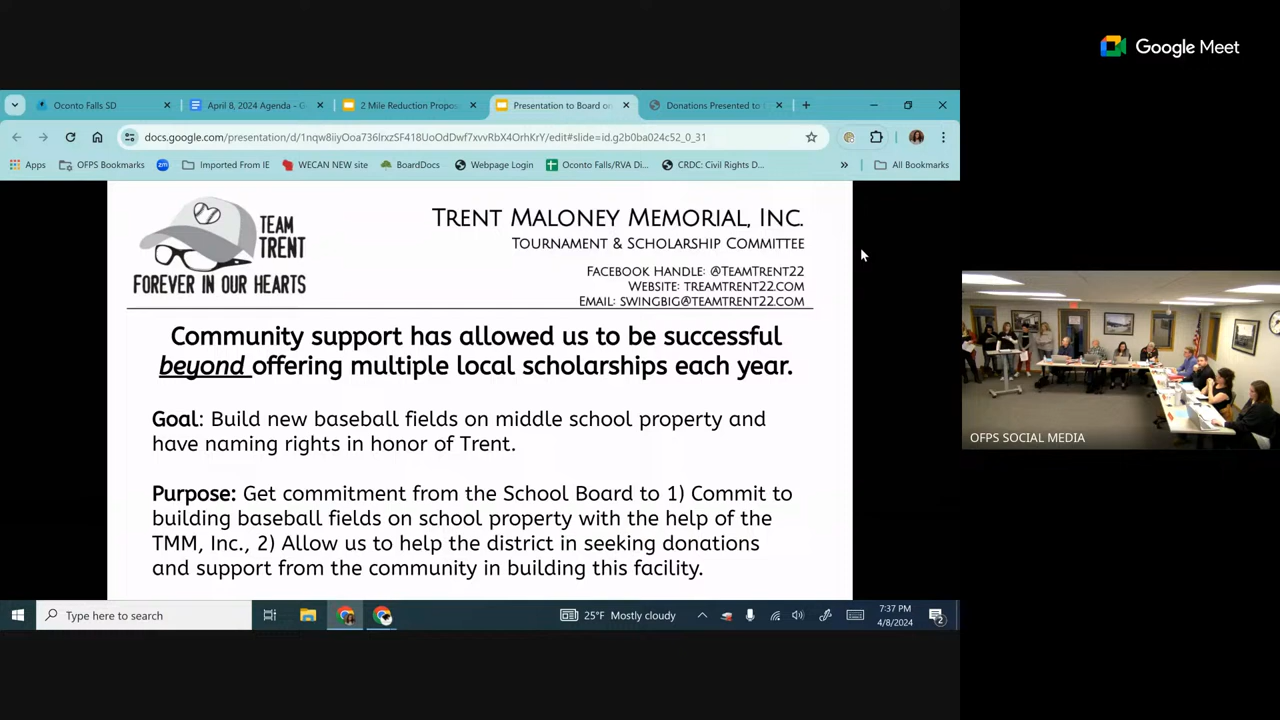 Google Meet
Oconto Falls SD
April 8, 2024 Agenda - G
2 Mile Reduction Propos
Presentation to Board on
Donations Presented to
docs.google.com/presentation/d/1nqw8iiyOoa736lrxzSF418UoOdDwf7xvvRbX4OrhKrY/edit#slide=id.g2b0ba024c52_0_31
Apps
OFPS Bookmarks
zm
Imported From IE
WECAN NEW site
BoardDocs
Webpage Login
Oconto Falls/RVA Di...
CRDC: Civil Rights D...
All Bookmarks
TEAM
TRENT
FOREVER IN OUR HEARTS
TRENT MALONEY MEMORIAL, INC.
TOURNAMENT & SCHOLARSHIP COMMITTEE
FACEBOOK HANDLE: @TEAMTRENT22
WEBSITE: TREAMTRENT22.COM
EMAIL: SWINGBIG@TEAMTRENT22.COM
Community support has allowed us to be successful
beyond offering multiple local scholarships each year.
Goal: Build new baseball fields on middle school property and
have naming rights in honor of Trent.
Purpose: Get commitment from the School Board to 1) Commit to
building baseball fields on school property with the help of the
TMM, Inc., 2) Allow us to help the district in seeking donations
and support from the community in building this facility.
OFPS SOCIAL MEDIA
Type here to search
25°F Mostly cloudy
7:37 PM
4/8/2024
2